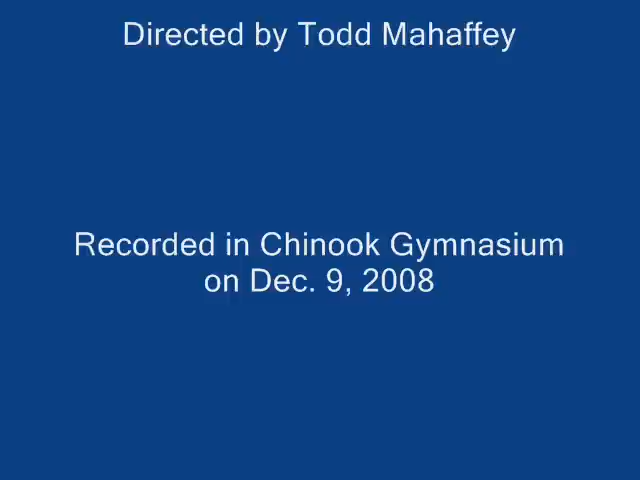 Directed by Todd Mahaffey
Recorded in Chinook Gymnasium
on Dec. 9, 2008